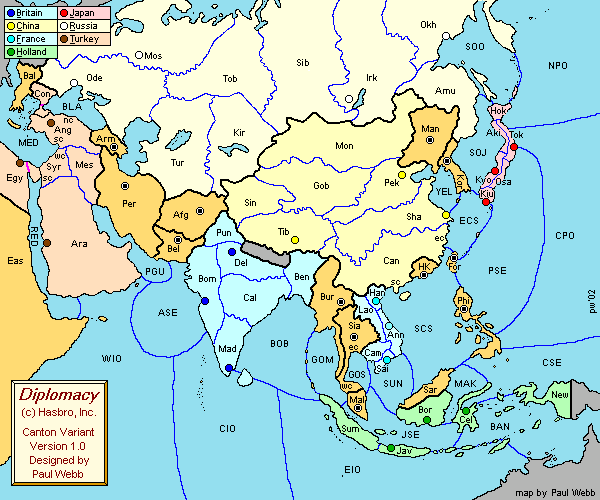 Britain Japan
China Russia
France Turkey
Holland
Okh
SOO
NPO
Mos
Bal
Ode
Tob
Sib
Irk
Amu
Con
BLA
nc
Ang
sc
MED
Hok
Aki
Tok
SOJ
Kyo
Osa
Kiu
Arm
Kir
Tur
Man
Mon
Kor
YEL
wc
Syr
sc
Mes
Egy
Per
Afg
Bel
Sin
Gob
Pek
Sha
ec
ECS
RED
Ara
Pun
Tib
Del
Can
sc
HK
For
CPO
PSE
Eas
PGU
ASE
Bom
Cal
Ben
Bur
Han
Lao
Ann
Phi
pw'02
WIO
Mad
BOB
GOM
Sia
ec
Cam
Sai
SCS
GOS
SUN
wc
Mal
Sar
MAK
CSE
New
Bor
Cel
BAN
CIO
Sum
JSE
Jav
EIO
Diplomacy
(c) Hasbro, Inc.
Canton Variant
Version 1.0
Designed by
Paul Webb
map by Paul Webb